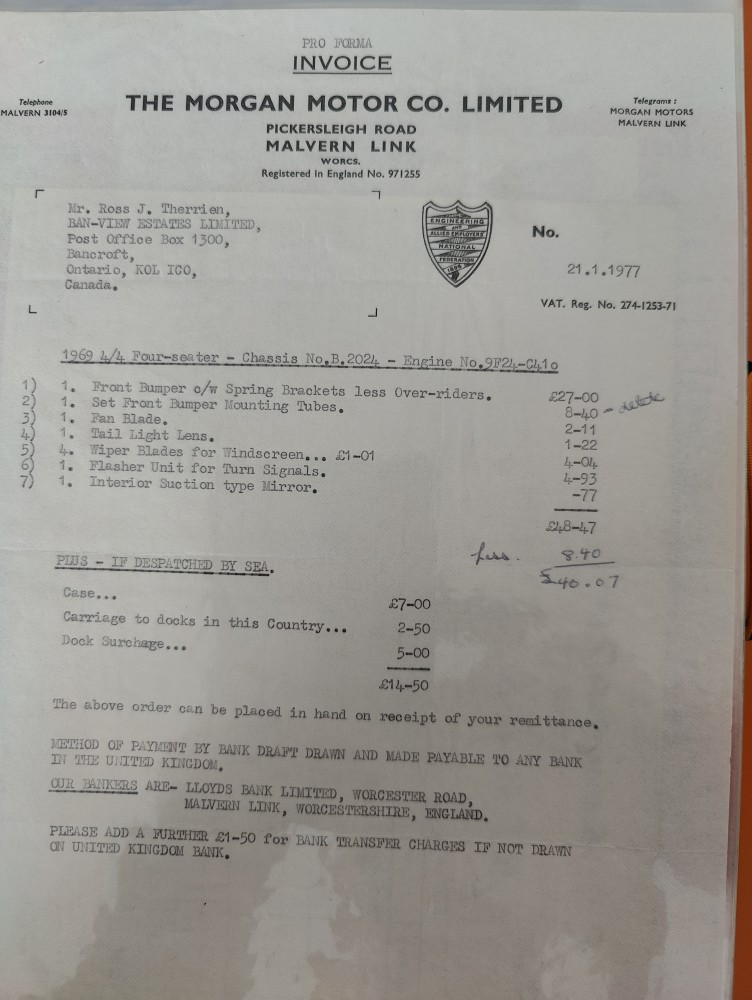 PRO FORMA
INVOICE
Telephone
MALVERN 3104/5
THE MORGAN MOTOR CO. LIMITED
Telegrams :
MORGAN MOTORS
MALVERN LINK
PICKERSLEIGH ROAD
MALVERN LINK
WORCS.
Registered in England No. 971255
Mr. Ross J. Therrien,
BAN-VIEW ESTATES LIMITED,
Post Office Box 1300,
Bancroft,
Ontario, KOL ICO,
Canada.
ENGINEERING
AND
ALLIED EMPLOYERS'
NATIONAL
FEDERATION
1896
No.
21.1.1977
VAT. Reg. No. 274-1253-71
1969 4/4 Four-seater - Chassis No.B.2024 - Engine No.9F24-C41o
1) 1. Front Bumper o/w Spring Brackets less Over-riders. £27-00
2) 1. Set Front Bumper Mounting Tubes. 8-40 - delete
3) 1. Fan Blade. 2-11
4) 1. Tail Light Lens. 1-22
5) 4. Wiper Blades for Windscreen... £1-01 4-04
6) 1. Flasher Unit for Turn Signals. 4-93
7) 1. Interior Suction type Mirror. -77
£48-47
less. 8.40
£40.07
PLUS - IF DESPATCHED BY SEA.
Case... £7-00
Carriage to docks in this Country... 2-50
Dock Surchage... 5-00
£14-50
The above order can be placed in hand on receipt of your remittance.
METHOD OF PAYMENT BY BANK DRAFT DRAWN AND MADE PAYABLE TO ANY BANK
IN THE UNITED KINGDOM.
OUR BANKERS ARE- LLOYDS BANK LIMITED, WORCESTER ROAD,
MALVERN LINK, WORCESTERSHIRE, ENGLAND.
PLEASE ADD A FURTHER £1-50 for BANK TRANSFER CHARGES IF NOT DRAWN
ON UNITED KINGDOM BANK.